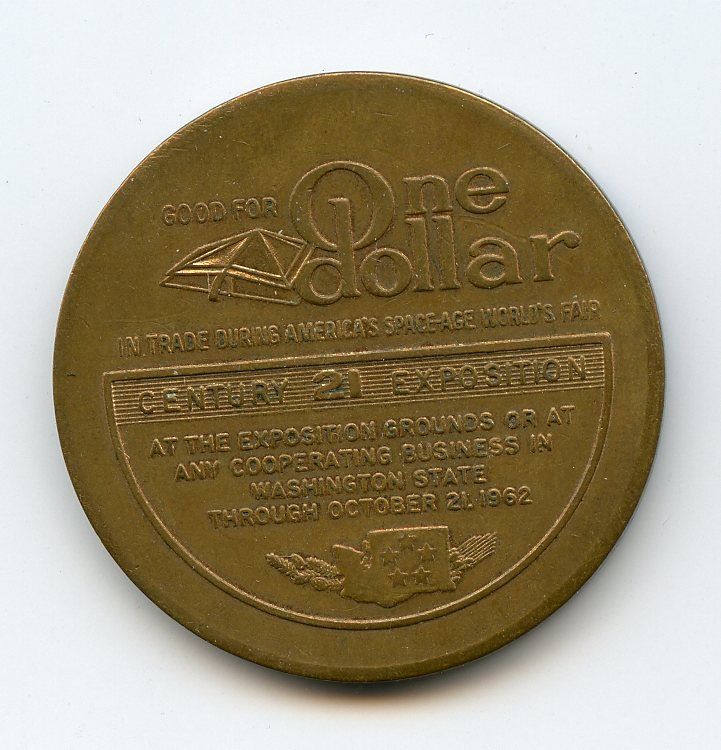 GOOD FOR One dollar
IN TRADE DURING AMERICA'S SPACE-AGE WORLD'S FAIR
CENTURY 21 EXPOSITION
AT THE EXPOSITION GROUNDS OR AT
ANY COOPERATING BUSINESS IN
WASHINGTON STATE
THROUGH OCTOBER 21, 1962